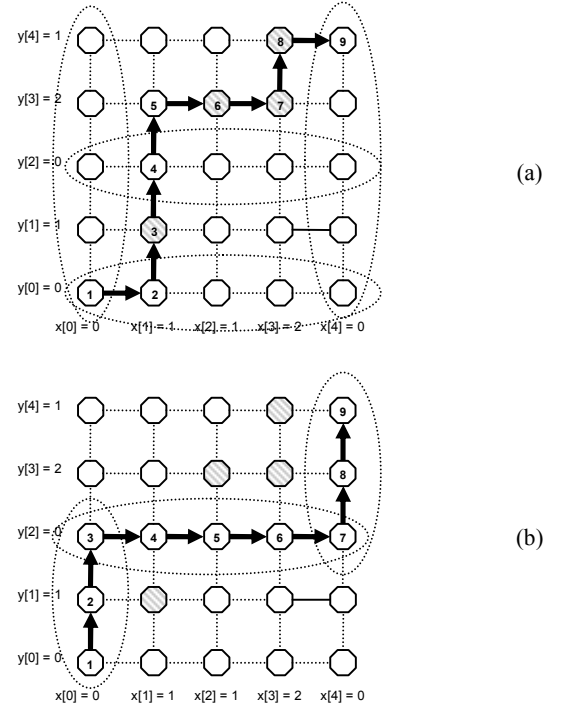 y[4] = 1 8 9
y[3] = 2 5 6 7
y[2] = 0 4
(a)
y[1] = 1 3
y[0] = 0 1 2
x[0] = 0 x[1] = 1 x[2] = 1 x[3] = 2 x[4] = 0
y[4] = 1 9
y[3] = 2 8
y[2] = 0 3 4 5 6 7
(b)
y[1] = 1 2
y[0] = 0 1
x[0] = 0 x[1] = 1 x[2] = 1 x[3] = 2 x[4] = 0